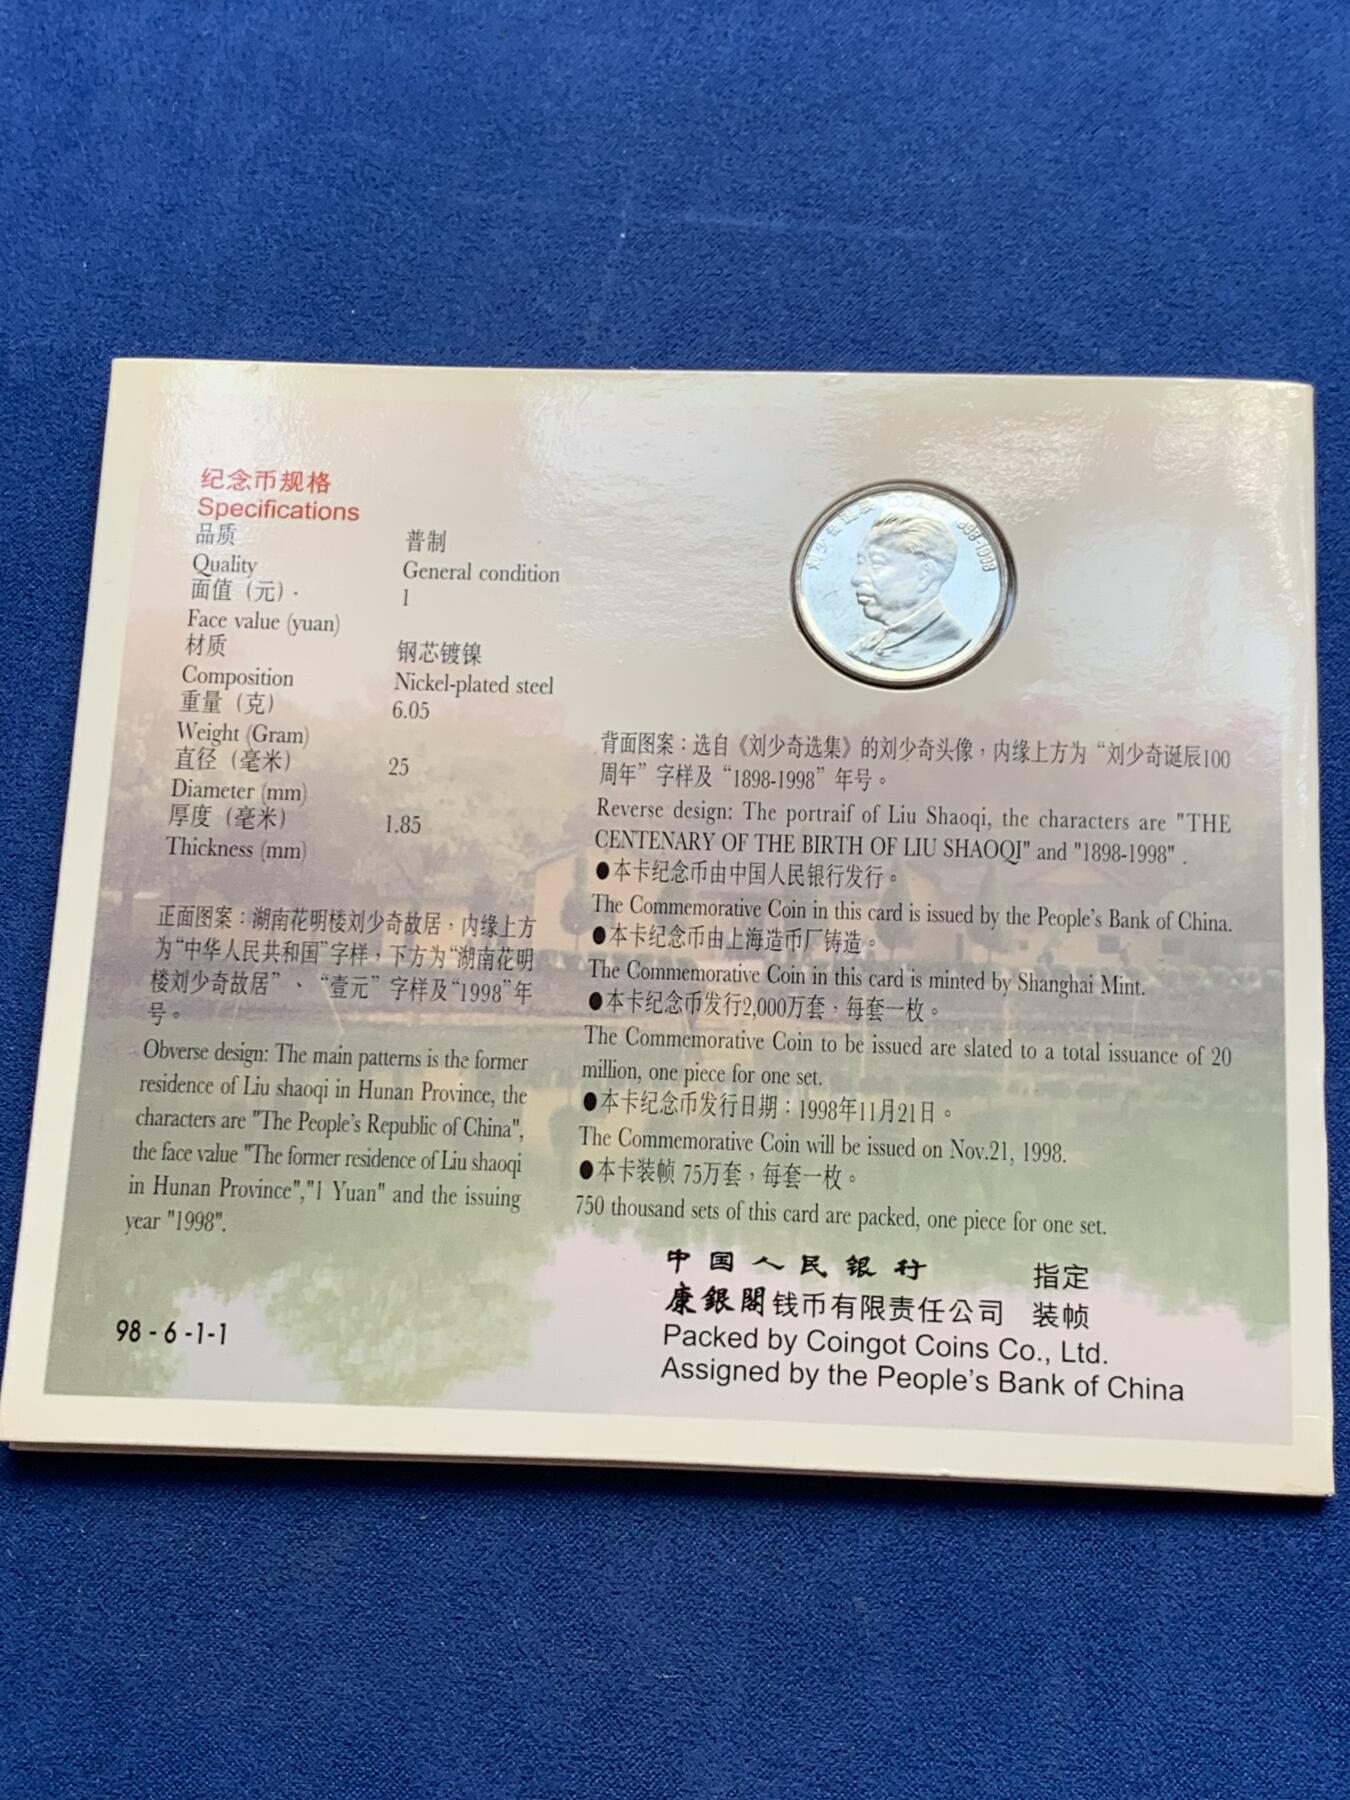 纪念币规格
Specifications
品质 普制
Quality General condition
面值（元）· 1
Face value (yuan)
材质 钢芯镀镍
Composition Nickel-plated steel
重量（克） 6.05
Weight (Gram)
直径（毫米） 25
Diameter (mm)
厚度（毫米） 1.85
Thickness (mm)
正面图案：湖南花明楼刘少奇故居，内缘上方
为“中华人民共和国”字样，下方为“湖南花明
楼刘少奇故居”、“壹元”字样及“1998”年
号。
Obverse design: The main patterns is the former
residence of Liu shaoqi in Hunan Province, the
characters are "The People's Republic of China",
the face value "The former residence of Liu shaoqi
in Hunan Province","1 Yuan" and the issuing
year "1998".
98 - 6 -1-1
刘少奇诞辰100周年 1898-1998
背面图案：选自《刘少奇选集》的刘少奇头像，内缘上方为“刘少奇诞辰100
周年”字样及“1898-1998”年号。
Reverse design: The portraif of Liu Shaoqi, the characters are "THE
CENTENARY OF THE BIRTH OF LIU SHAOQI" and "1898-1998" .
●本卡纪念币由中国人民银行发行。
The Commemorative Coin in this card is issued by the People's Bank of China.
●本卡纪念币由上海造币厂铸造。
The Commemorative Coin in this card is minted by Shanghai Mint.
●本卡纪念币发行2,000万套，每套一枚。
The Commemorative Coin to be issued are slated to a total issuance of 20
million, one piece for one set.
●本卡纪念币发行日期：1998年11月21日。
The Commemorative Coin will be issued on Nov.21, 1998.
●本卡装帧 75万套，每套一枚。
750 thousand sets of this card are packed, one piece for one set.
中国人民银行 指定
康銀閣钱币有限责任公司 装帧
Packed by Coingot Coins Co., Ltd.
Assigned by the People's Bank of China